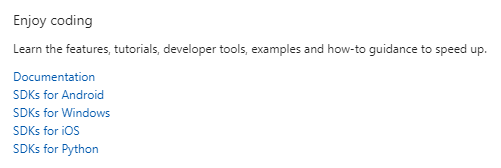 Enjoy coding
Learn the features, tutorials, developer tools, examples and how-to guidance to speed up.
Documentation
SDKs for Android
SDKs for Windows
SDKs for iOS
SDKs for Python